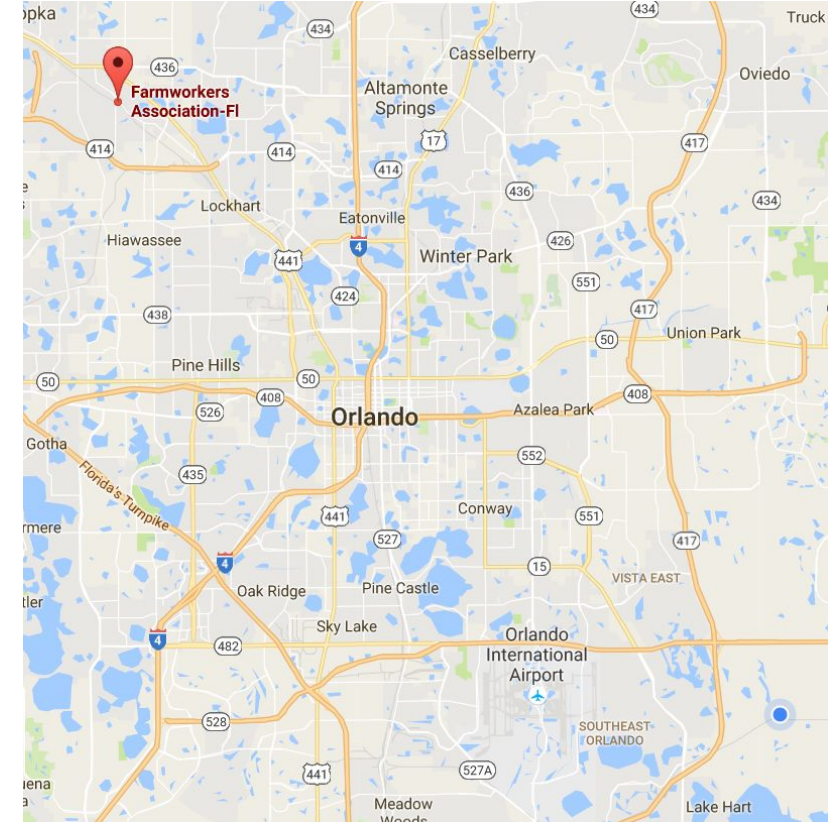 opka
434
434
Truck
Casselberry
436
Oviedo
Farmworkers
Association-Fl
Altamonte
Springs
17
417
414
414
414
436
434
Lockhart
Eatonville
Hiawassee
4
426
441
Winter Park
551
424
417
438
Union Park
50
Pine Hills
50
50
408
408
526
Orlando
Azalea Park
Gotha
552
435
Florida's Turnpike
441
Conway
551
rmere
527
417
4
15
VISTA EAST
tler
Oak Ridge
Pine Castle
Sky Lake
4
482
Orlando
International
Airport
528
SOUTHEAST
ORLANDO
441
527A
uena
a
Meadow
Woods
Lake Hart